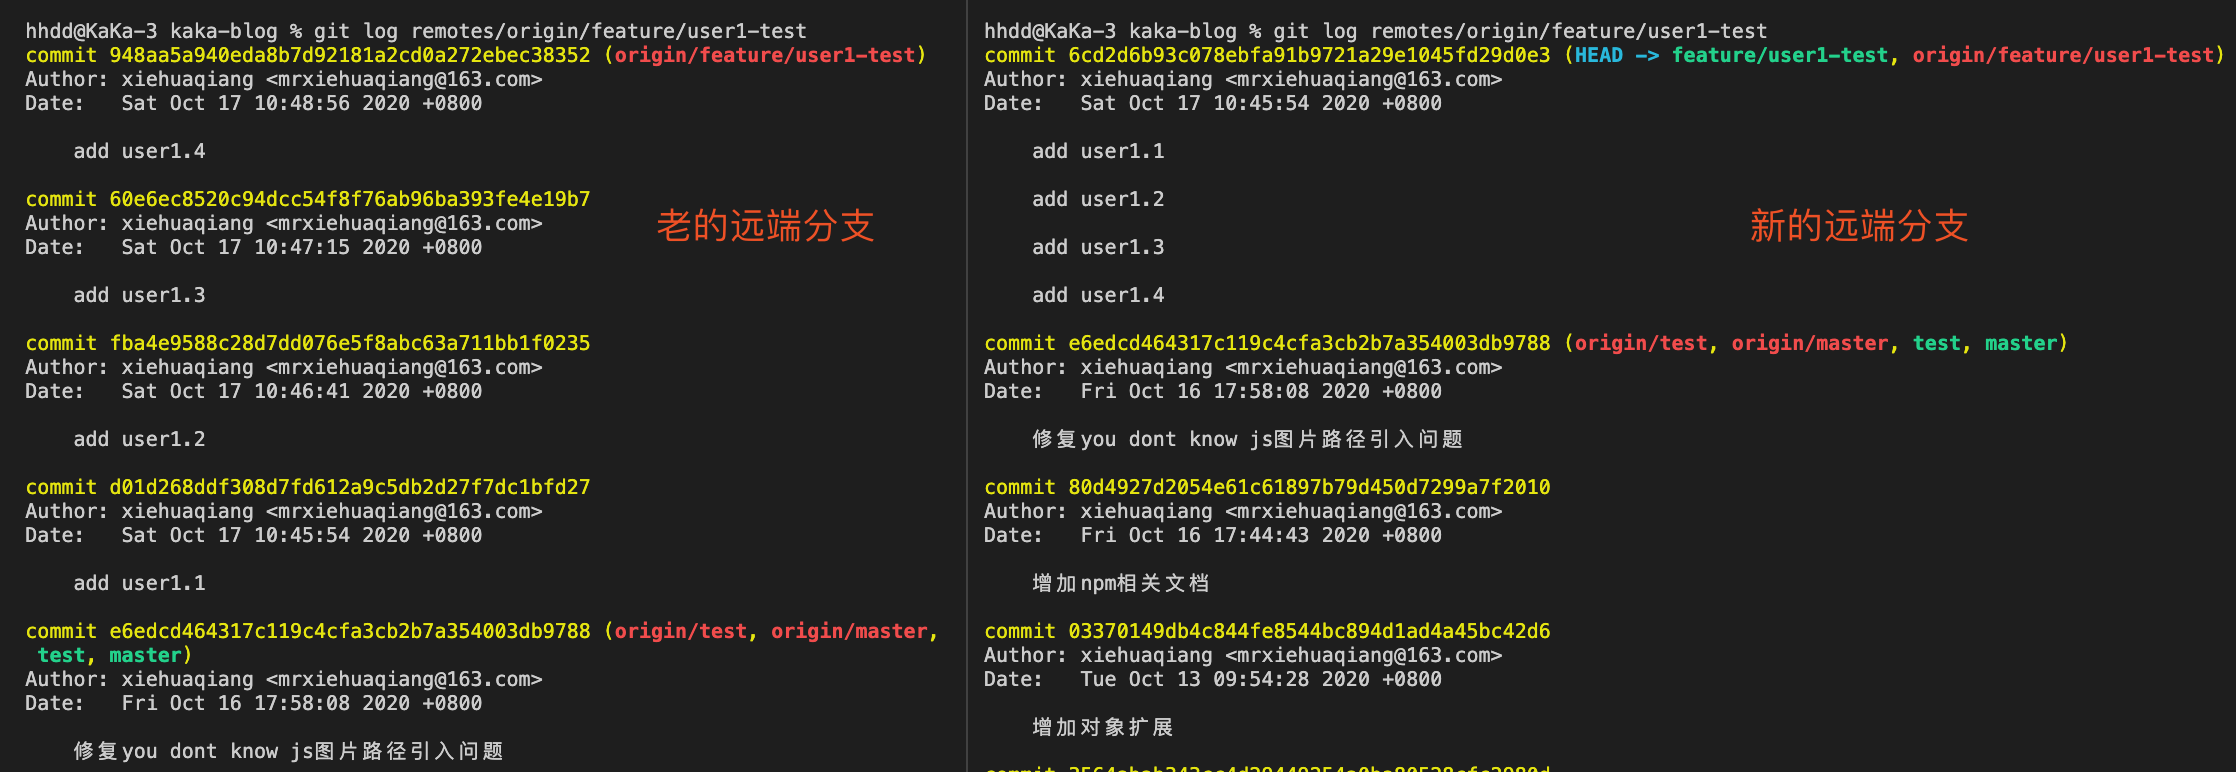 hhdd@KaKa-3 kaka-blog % git log remotes/origin/feature/user1-test
commit 948aa5a940eda8b7d92181a2cd0a272ebec38352 (origin/feature/user1-test)
Author: xiehuaqiang <mrxiehuaqiang@163.com>
Date:   Sat Oct 17 10:48:56 2020 +0800
add user1.4
commit 60e6ec8520c94dcc54f8f76ab96ba393fe4e19b7
Author: xiehuaqiang <mrxiehuaqiang@163.com>
Date:   Sat Oct 17 10:47:15 2020 +0800
老的远端分支
add user1.3
commit fba4e9588c28d7dd076e5f8abc63a711bb1f0235
Author: xiehuaqiang <mrxiehuaqiang@163.com>
Date:   Sat Oct 17 10:46:41 2020 +0800
add user1.2
commit d01d268ddf308d7fd612a9c5db2d27f7dc1bfd27
Author: xiehuaqiang <mrxiehuaqiang@163.com>
Date:   Sat Oct 17 10:45:54 2020 +0800
add user1.1
commit e6edcd464317c119c4cfa3cb2b7a354003db9788 (origin/test, origin/master,
test, master)
Author: xiehuaqiang <mrxiehuaqiang@163.com>
Date:   Fri Oct 16 17:58:08 2020 +0800
修复you dont know js图片路径引入问题
hhdd@KaKa-3 kaka-blog % git log remotes/origin/feature/user1-test
commit 6cd2d6b93c078ebfa91b9721a29e1045fd29d0e3 (HEAD -> feature/user1-test, origin/feature/user1-test)
Author: xiehuaqiang <mrxiehuaqiang@163.com>
Date:   Sat Oct 17 10:45:54 2020 +0800
add user1.1
add user1.2
新的远端分支
add user1.3
add user1.4
commit e6edcd464317c119c4cfa3cb2b7a354003db9788 (origin/test, origin/master, test, master)
Author: xiehuaqiang <mrxiehuaqiang@163.com>
Date:   Fri Oct 16 17:58:08 2020 +0800
修复you dont know js图片路径引入问题
commit 80d4927d2054e61c61897b79d450d7299a7f2010
Author: xiehuaqiang <mrxiehuaqiang@163.com>
Date:   Fri Oct 16 17:44:43 2020 +0800
增加npm相关文档
commit 03370149db4c844fe8544bc894d1ad4a45bc42d6
Author: xiehuaqiang <mrxiehuaqiang@163.com>
Date:   Tue Oct 13 09:54:28 2020 +0800
增加对象扩展
commit